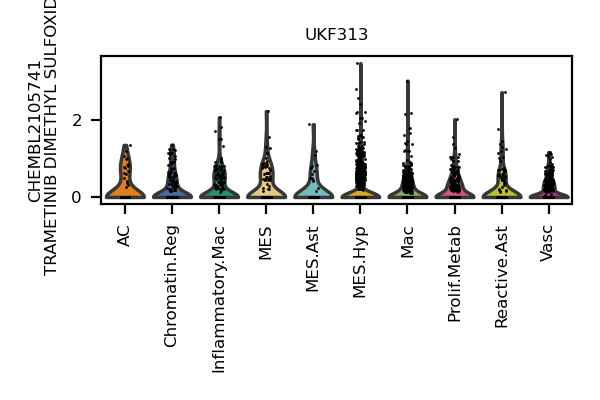 UKF313
CHEMBL2105741
TRAMETINIB DIMETHYL SULFOXID
2
0
AC
Chromatin.Reg
Inflammatory.Mac
MES
MES.Ast
MES.Hyp
Mac
Prolif.Metab
Reactive.Ast
Vasc